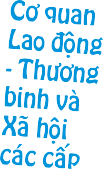 Cơ quan
Lao động
- Thương
binh và
Xã hội
các cấp